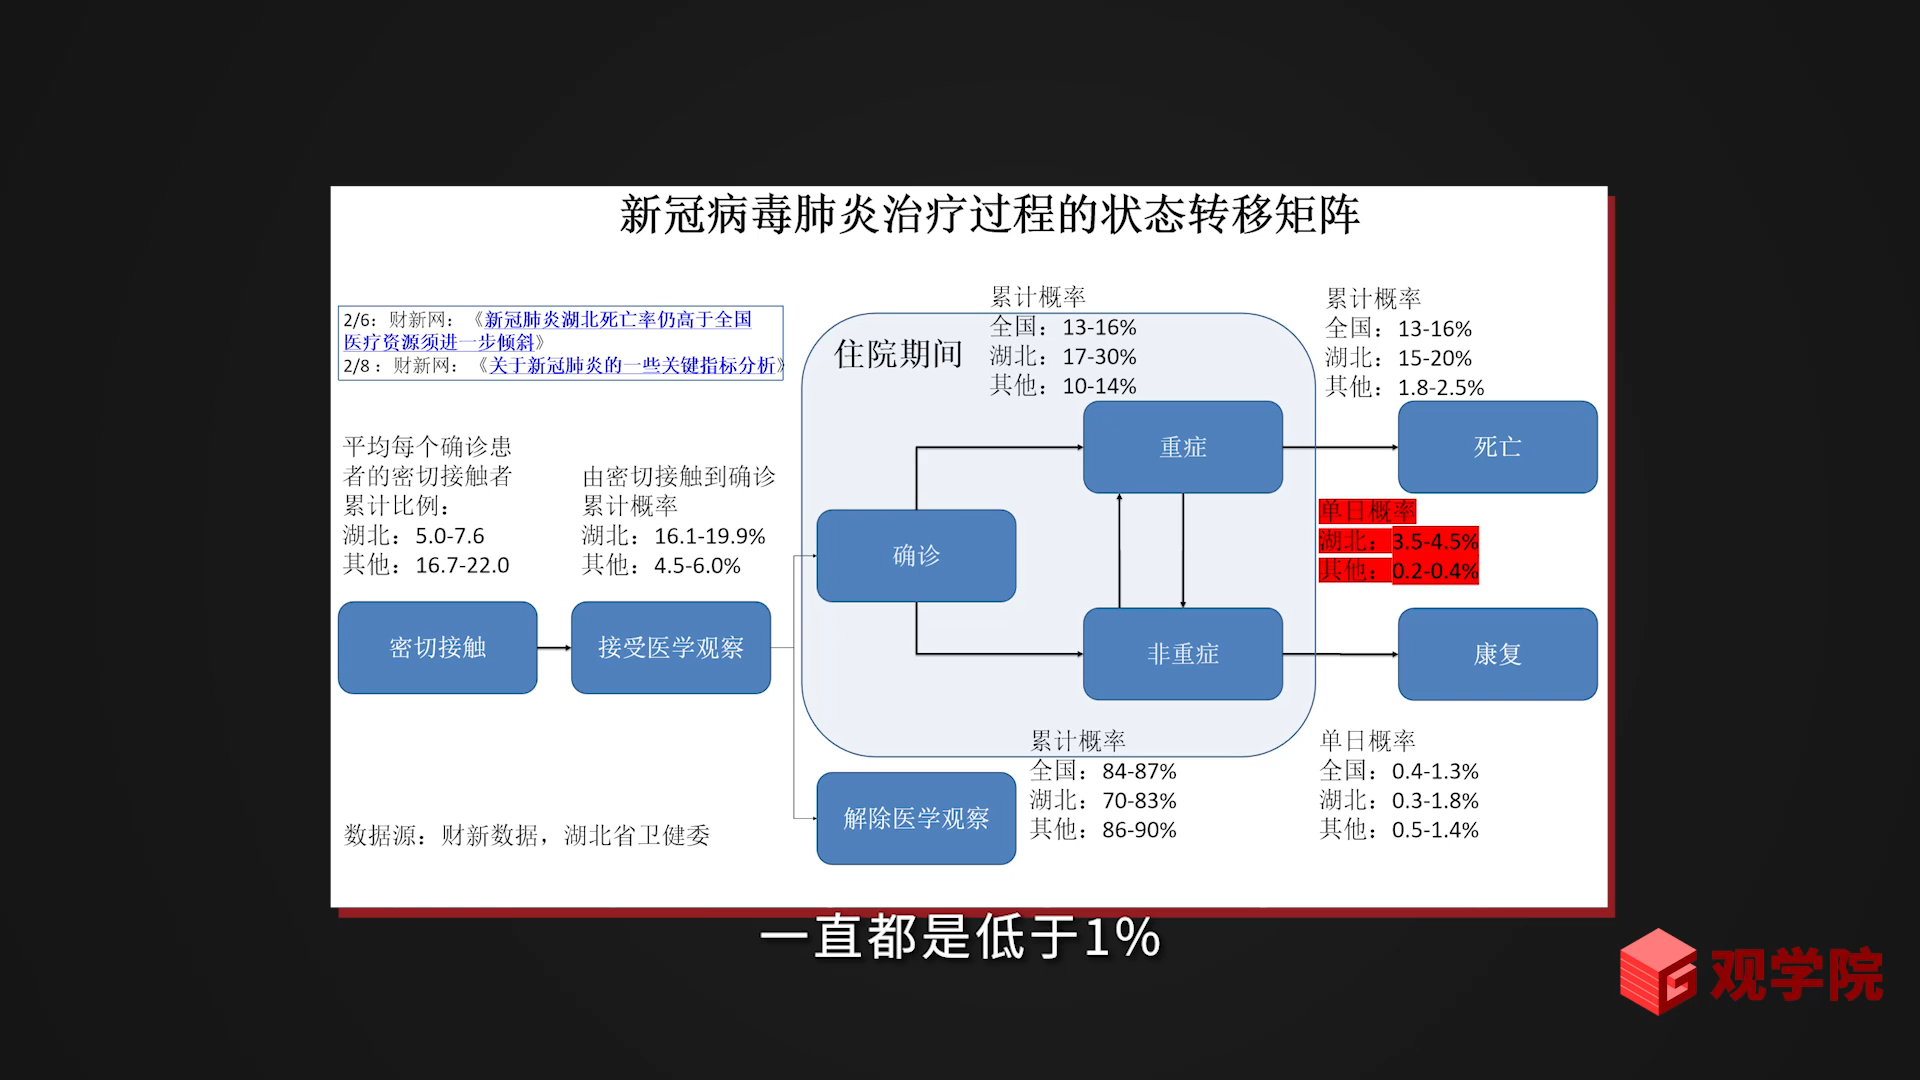 新冠病毒肺炎治疗过程的状态转移矩阵
2/6：财新网：《新冠肺炎湖北死亡率仍高于全国
医疗资源须进一步倾斜》
2/8 ：财新网：《关于新冠肺炎的一些关键指标分析》
平均每个确诊患
者的密切接触者
累计比例：
湖北：5.0-7.6
其他：16.7-22.0
由密切接触到确诊
累计概率
湖北：16.1-19.9%
其他：4.5-6.0%
住院期间
累计概率
全国：13-16%
湖北：17-30%
其他：10-14%
累计概率
全国：13-16%
湖北：15-20%
其他：1.8-2.5%
重症
死亡
单日概率
湖北：3.5-4.5%
其他：0.2-0.4%
确诊
密切接触
接受医学观察
非重症
康复
累计概率
全国：84-87%
湖北：70-83%
其他：86-90%
单日概率
全国：0.4-1.3%
湖北：0.3-1.8%
其他：0.5-1.4%
解除医学观察
数据源：财新数据，湖北省卫健委
一直都是低于1%
观学院